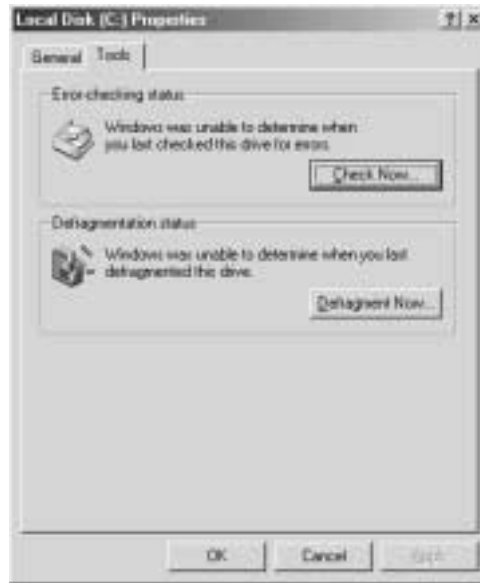 Local Disk (C:) Properties
General Tools
Error-checking status
Windows was unable to determine when
you last checked this drive for errors.
Check Now...
Defragmentation status
Windows was unable to determine when you last
defragmented this drive.
Defragment Now...
OK Cancel Apply